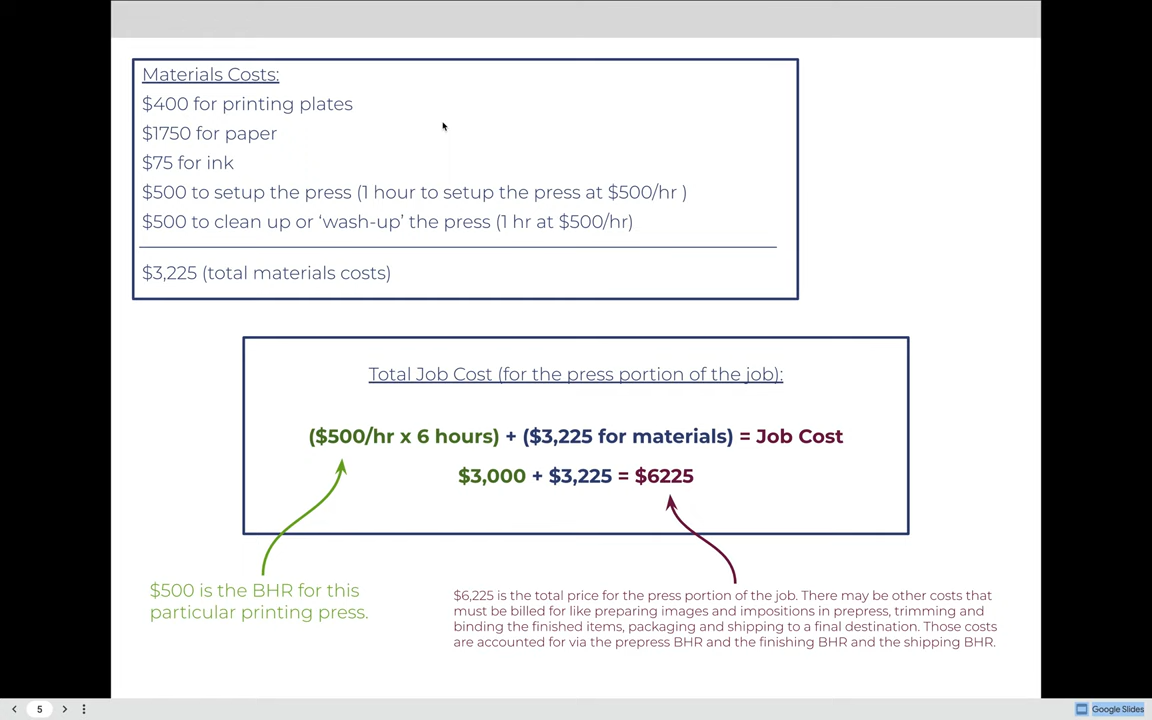 Materials Costs:
$400 for printing plates
$1750 for paper
$75 for ink
$500 to setup the press (1 hour to setup the press at $500/hr )
$500 to clean up or ‘wash-up’ the press (1 hr at $500/hr)
$3,225 (total materials costs)
Total Job Cost (for the press portion of the job):
($500/hr x 6 hours) + ($3,225 for materials) = Job Cost
$3,000 + $3,225 = $6225
$500 is the BHR for this
particular printing press.
$6,225 is the total price for the press portion of the job. There may be other costs that
must be billed for like preparing images and impositions in prepress, trimming and
binding the finished items, packaging and shipping to a final destination. Those costs
are accounted for via the prepress BHR and the finishing BHR and the shipping BHR.
5
Google Slides